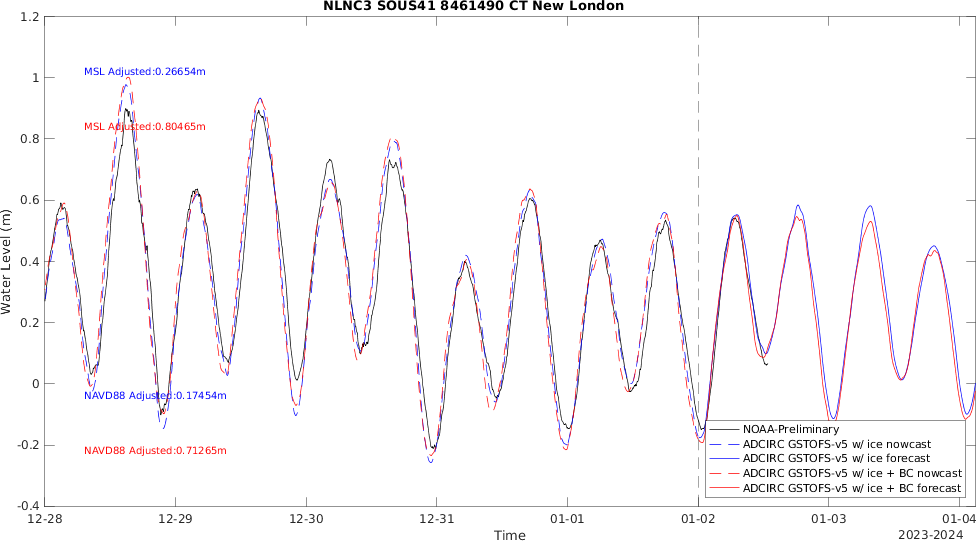 NLNC3 SOUS41 8461490 CT New London
1.2
1
0.8
0.6
0.4
0.2
0
-0.2
-0.4
Water Level (m)
MSL Adjusted:0.26654m
MSL Adjusted:0.80465m
NAVD88 Adjusted:0.17454m
NAVD88 Adjusted:0.71265m
NOAA-Preliminary
ADCIRC GSTOFS-v5 w/ ice nowcast
ADCIRC GSTOFS-v5 w/ ice forecast
ADCIRC GSTOFS-v5 w/ ice + BC nowcast
ADCIRC GSTOFS-v5 w/ ice + BC forecast
12-28 12-29 12-30 12-31 01-01 01-02 01-03 01-04
Time
2023-2024